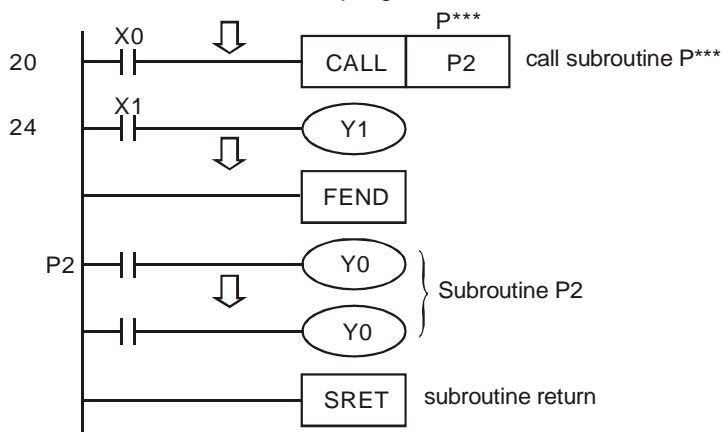 P***
X0
20 CALL P2 call subroutine P***
X1
24 Y1
FEND
P2 Y0
Subroutine P2
Y0
SRET subroutine return